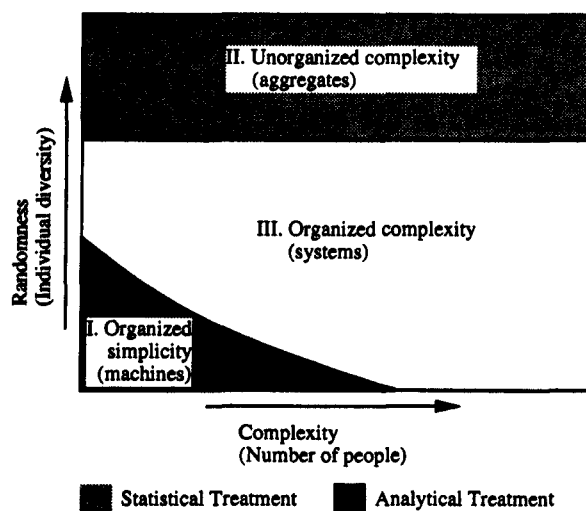 II. Unorganized complexity
(aggregates)
Randomness
(Individual diversity)
III. Organized complexity
(systems)
I. Organized
simplicity
(machines)
Complexity
(Number of people)
Statistical Treatment
Analytical Treatment